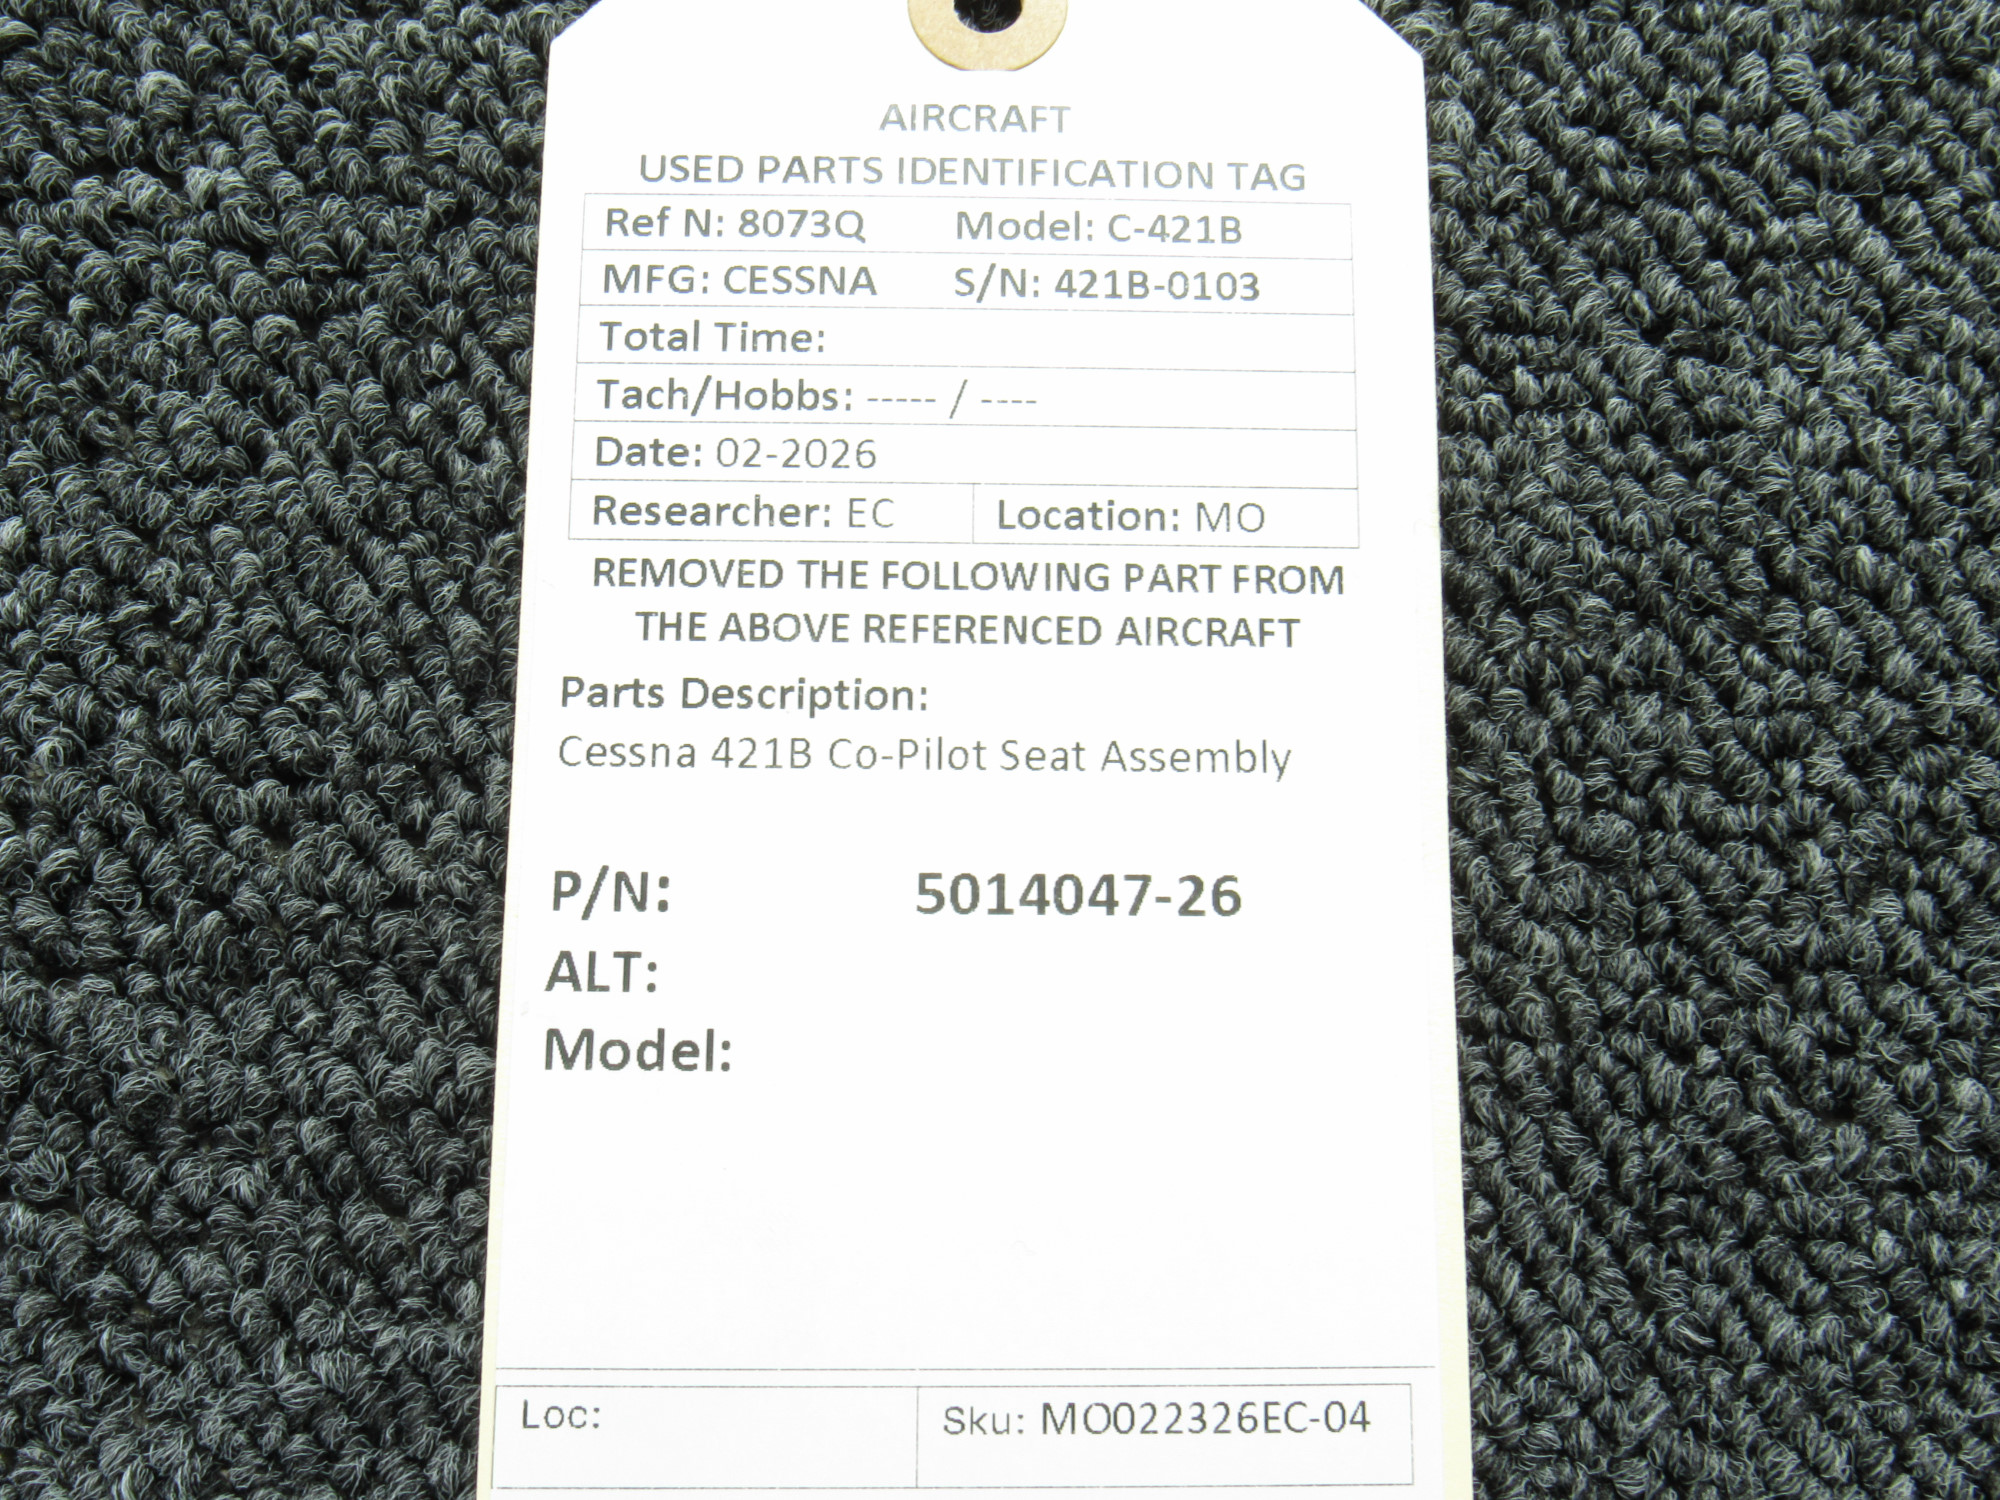 AIRCRAFT
USED PARTS IDENTIFICATION TAG
Ref N: 8073Q Model: C-421B
MFG: CESSNA S/N: 421B-0103
Total Time:
Tach/Hobbs: ----- / ----
Date: 02-2026
Researcher: EC Location: MO
REMOVED THE FOLLOWING PART FROM
THE ABOVE REFERENCED AIRCRAFT
Parts Description:
Cessna 421B Co-Pilot Seat Assembly
P/N: 5014047-26
ALT:
Model:
Loc: Sku: MO022326EC-04